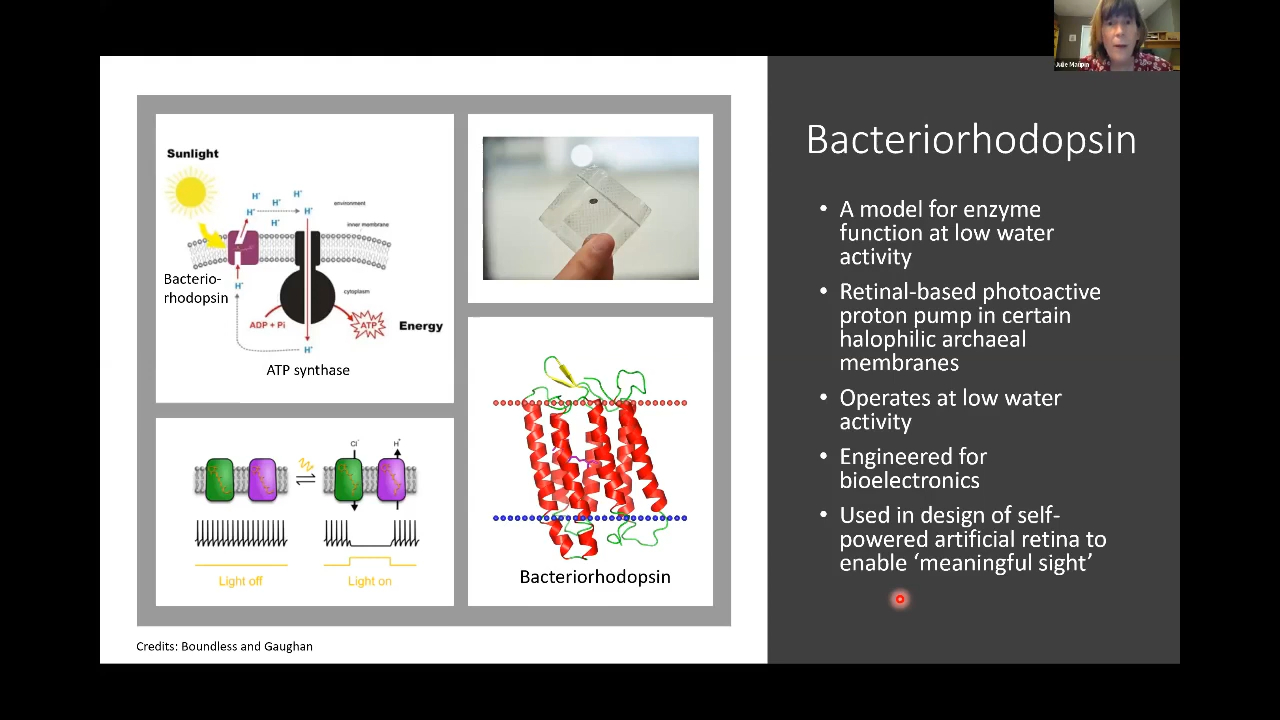 Julie Maupin
Bacteriorhodopsin
• A model for enzyme
function at low water
activity
• Retinal-based photoactive
proton pump in certain
halophilic archaeal
membranes
• Operates at low water
activity
• Engineered for
bioelectronics
• Used in design of self-
powered artificial retina to
enable ‘meaningful sight’
Sunlight
H⁺ H⁺ H⁺
H⁺ H⁺
H⁺
environment
inner membrane
Bacterio-
rhodopsin
H⁺
cytoplasm
ADP + Pi
ATP
Energy
H⁺
ATP synthase
Cl⁻ H⁺
Light off
Light on
Bacteriorhodopsin
Credits: Boundless and Gaughan